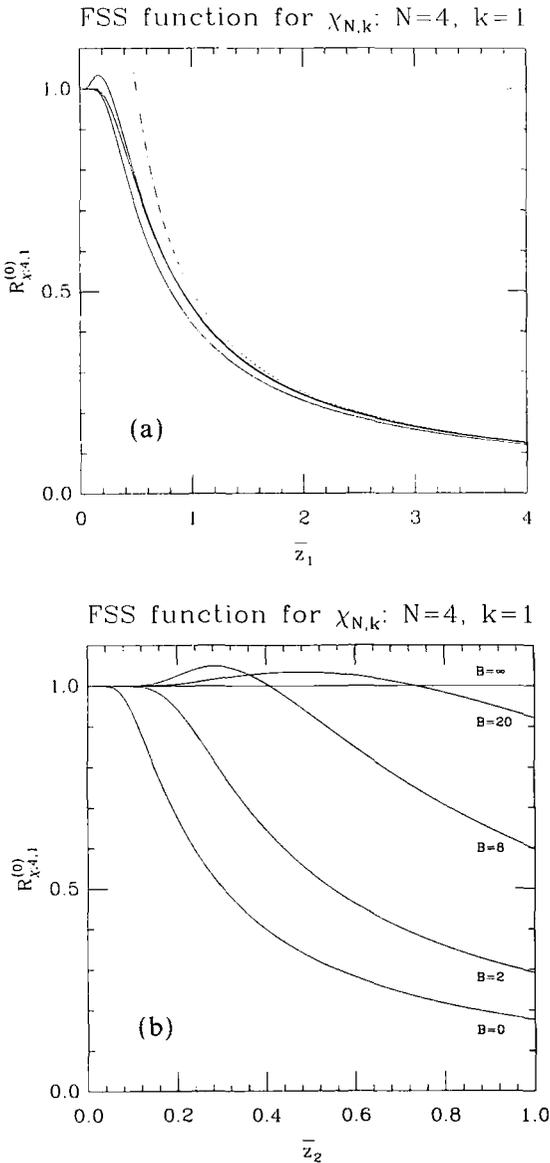 FSS function for χN,k: N=4, k=1
1.0
0.5
0.0
R(0)χ;4,1
(a)
0 1 2 3 4
z̅1
FSS function for χN,k: N=4, k=1
1.0
0.5
0.0
R(0)χ;4,1
B=∞
B=20
B=8
B=2
B=0
(b)
0.0 0.2 0.4 0.6 0.8 1.0
z̅2